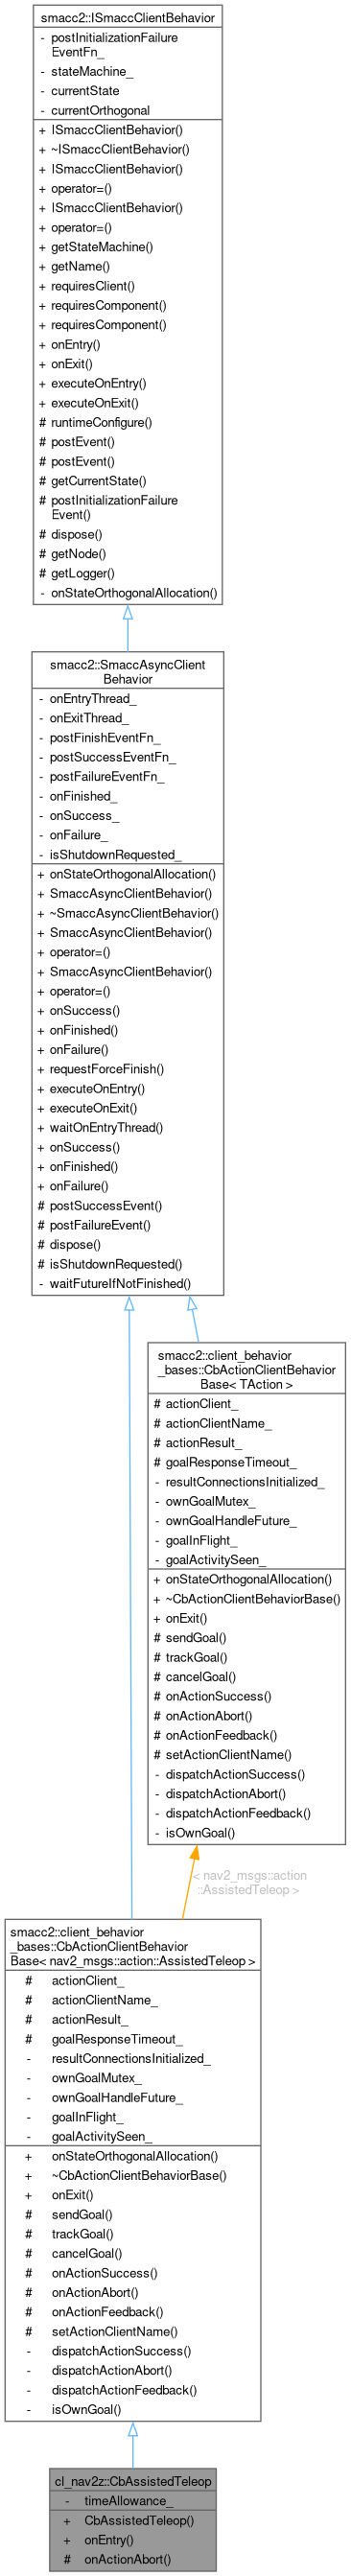 smacc2::ISmaccClientBehavior
- postInitializationFailure
EventFn_
- stateMachine_
- currentState
- currentOrthogonal
+ ISmaccClientBehavior()
+ ~ISmaccClientBehavior()
+ ISmaccClientBehavior()
+ operator=()
+ ISmaccClientBehavior()
+ operator=()
+ getStateMachine()
+ getName()
+ requiresClient()
+ requiresComponent()
+ requiresComponent()
+ onEntry()
+ onExit()
+ executeOnEntry()
+ executeOnExit()
# runtimeConfigure()
# postEvent()
# postEvent()
# getCurrentState()
# postInitializationFailure
Event()
# dispose()
# getNode()
# getLogger()
- onStateOrthogonalAllocation()
smacc2::SmaccAsyncClient
Behavior
- onEntryThread_
- onExitThread_
- postFinishEventFn_
- postSuccessEventFn_
- postFailureEventFn_
- onFinished_
- onSuccess_
- onFailure_
- isShutdownRequested_
+ onStateOrthogonalAllocation()
+ SmaccAsyncClientBehavior()
+ ~SmaccAsyncClientBehavior()
+ SmaccAsyncClientBehavior()
+ operator=()
+ SmaccAsyncClientBehavior()
+ operator=()
+ onSuccess()
+ onFinished()
+ onFailure()
+ requestForceFinish()
+ executeOnEntry()
+ executeOnExit()
+ waitOnEntryThread()
+ onSuccess()
+ onFinished()
+ onFailure()
# postSuccessEvent()
# postFailureEvent()
# dispose()
# isShutdownRequested()
- waitFutureIfNotFinished()
smacc2::client_behavior
_bases::CbActionClientBehavior
Base< TAction >
# actionClient_
# actionClientName_
# actionResult_
# goalResponseTimeout_
- resultConnectionsInitialized_
- ownGoalMutex_
- ownGoalHandleFuture_
- goalInFlight_
- goalActivitySeen_
+ onStateOrthogonalAllocation()
+ ~CbActionClientBehaviorBase()
+ onExit()
# sendGoal()
# trackGoal()
# cancelGoal()
# onActionSuccess()
# onActionAbort()
# onActionFeedback()
# setActionClientName()
- dispatchActionSuccess()
- dispatchActionAbort()
- dispatchActionFeedback()
- isOwnGoal()
< nav2_msgs::action
::AssistedTeleop >
smacc2::client_behavior
_bases::CbActionClientBehavior
Base< nav2_msgs::action::AssistedTeleop >
# actionClient_
# actionClientName_
# actionResult_
# goalResponseTimeout_
- resultConnectionsInitialized_
- ownGoalMutex_
- ownGoalHandleFuture_
- goalInFlight_
- goalActivitySeen_
+ onStateOrthogonalAllocation()
+ ~CbActionClientBehaviorBase()
+ onExit()
# sendGoal()
# trackGoal()
# cancelGoal()
# onActionSuccess()
# onActionAbort()
# onActionFeedback()
# setActionClientName()
- dispatchActionSuccess()
- dispatchActionAbort()
- dispatchActionFeedback()
- isOwnGoal()
cl_nav2z::CbAssistedTeleop
- timeAllowance_
+ CbAssistedTeleop()
+ onEntry()
# onActionAbort()